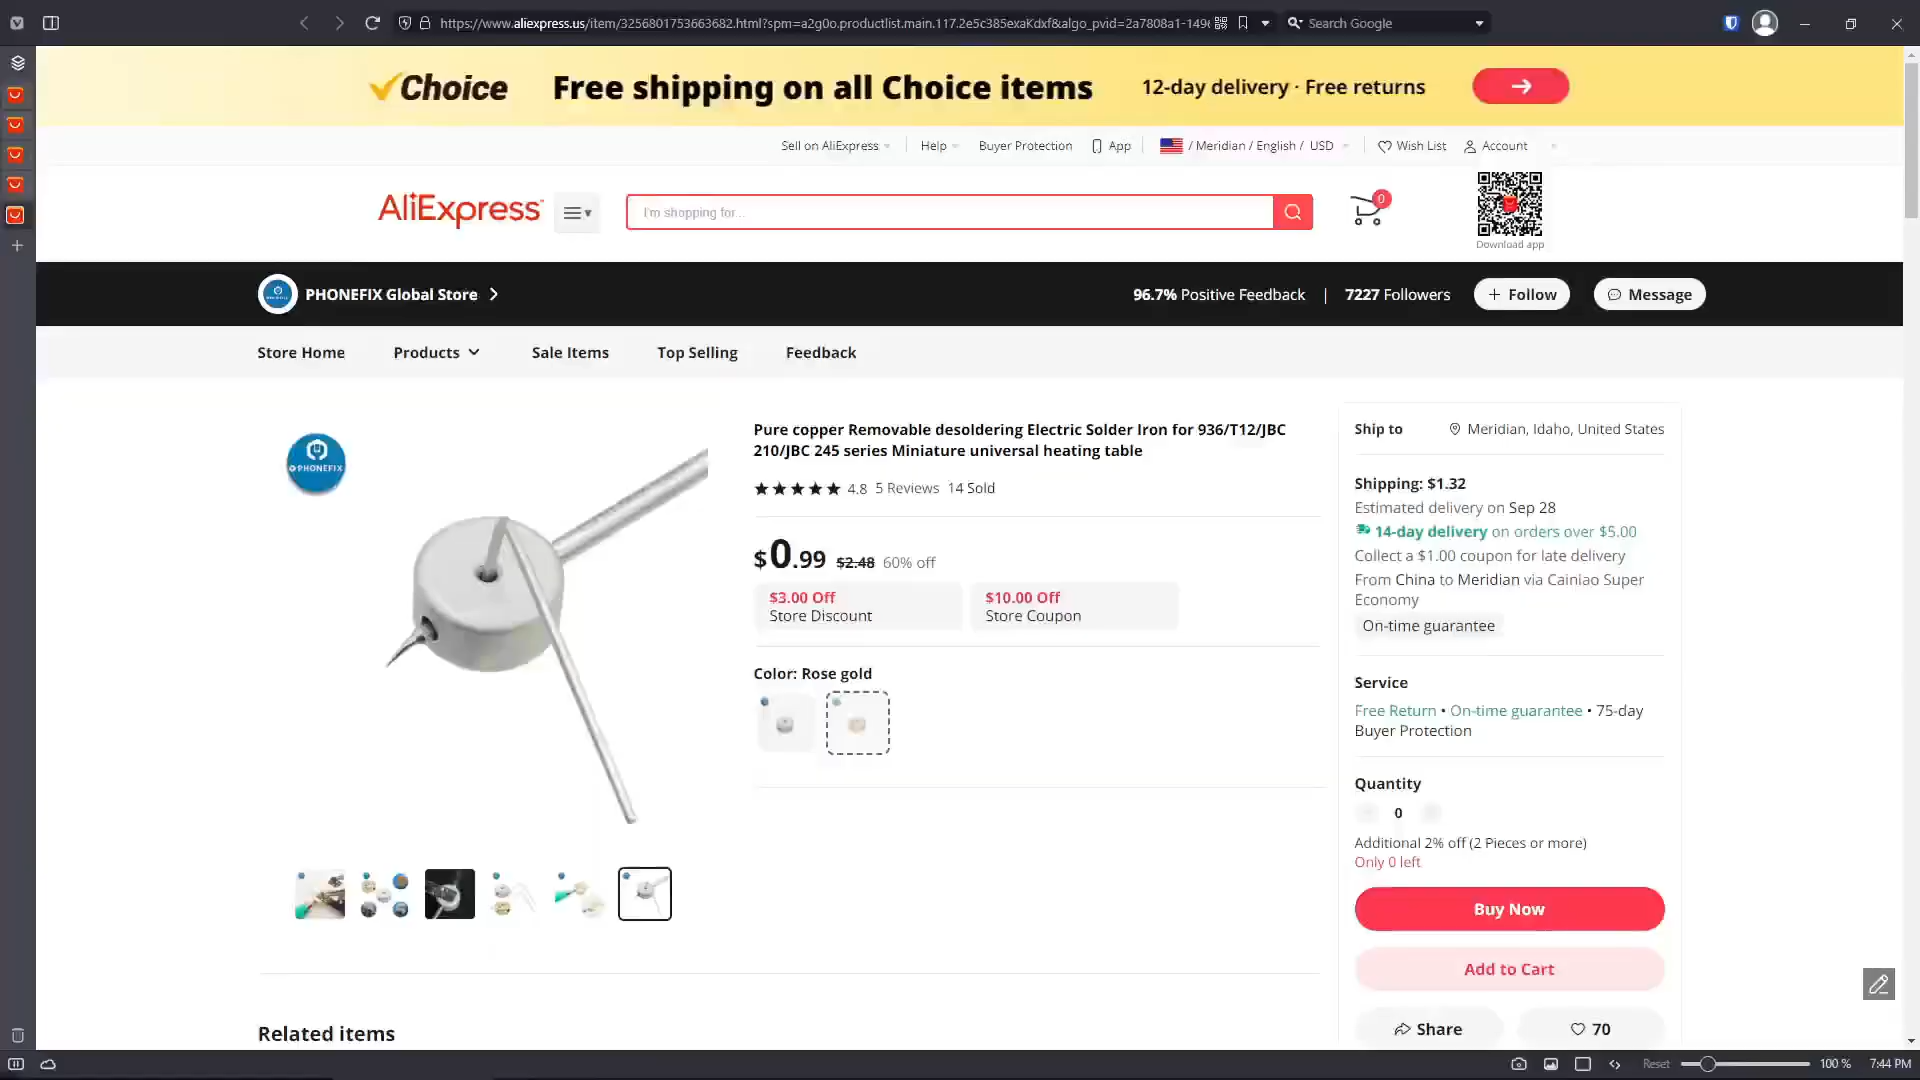 https://www.aliexpress.us/item/3256801753663682.html?spm=a2g0o.productlist.main.117.2e5c385exaKdxf&algo_pvid=2a7808a1-149
Search Google
Choice
Free shipping on all Choice items
12-day delivery · Free returns
Sell on AliExpress
Help
Buyer Protection
App
/ Meridian / English / USD
Wish List
Account
AliExpress
I'm shopping for...
0
Download app
PHONEFIX Global Store
96.7% Positive Feedback | 7227 Followers
+ Follow
Message
Store Home
Products
Sale Items
Top Selling
Feedback
PHONEFIX
Pure copper Removable desoldering Electric Solder Iron for 936/T12/JBC
210/JBC 245 series Miniature universal heating table
4.8 5 Reviews 14 Sold
$0.99 $2.48 60% off
$3.00 Off
Store Discount
$10.00 Off
Store Coupon
Color: Rose gold
Ship to
Meridian, Idaho, United States
Shipping: $1.32
Estimated delivery on Sep 28
14-day delivery on orders over $5.00
Collect a $1.00 coupon for late delivery
From China to Meridian via Cainiao Super
Economy
On-time guarantee
Service
Free Return • On-time guarantee • 75-day
Buyer Protection
Quantity
0
Additional 2% off (2 Pieces or more)
Only 0 left
Buy Now
Add to Cart
Share
70
Related items
Reset
100 %
7:44 PM